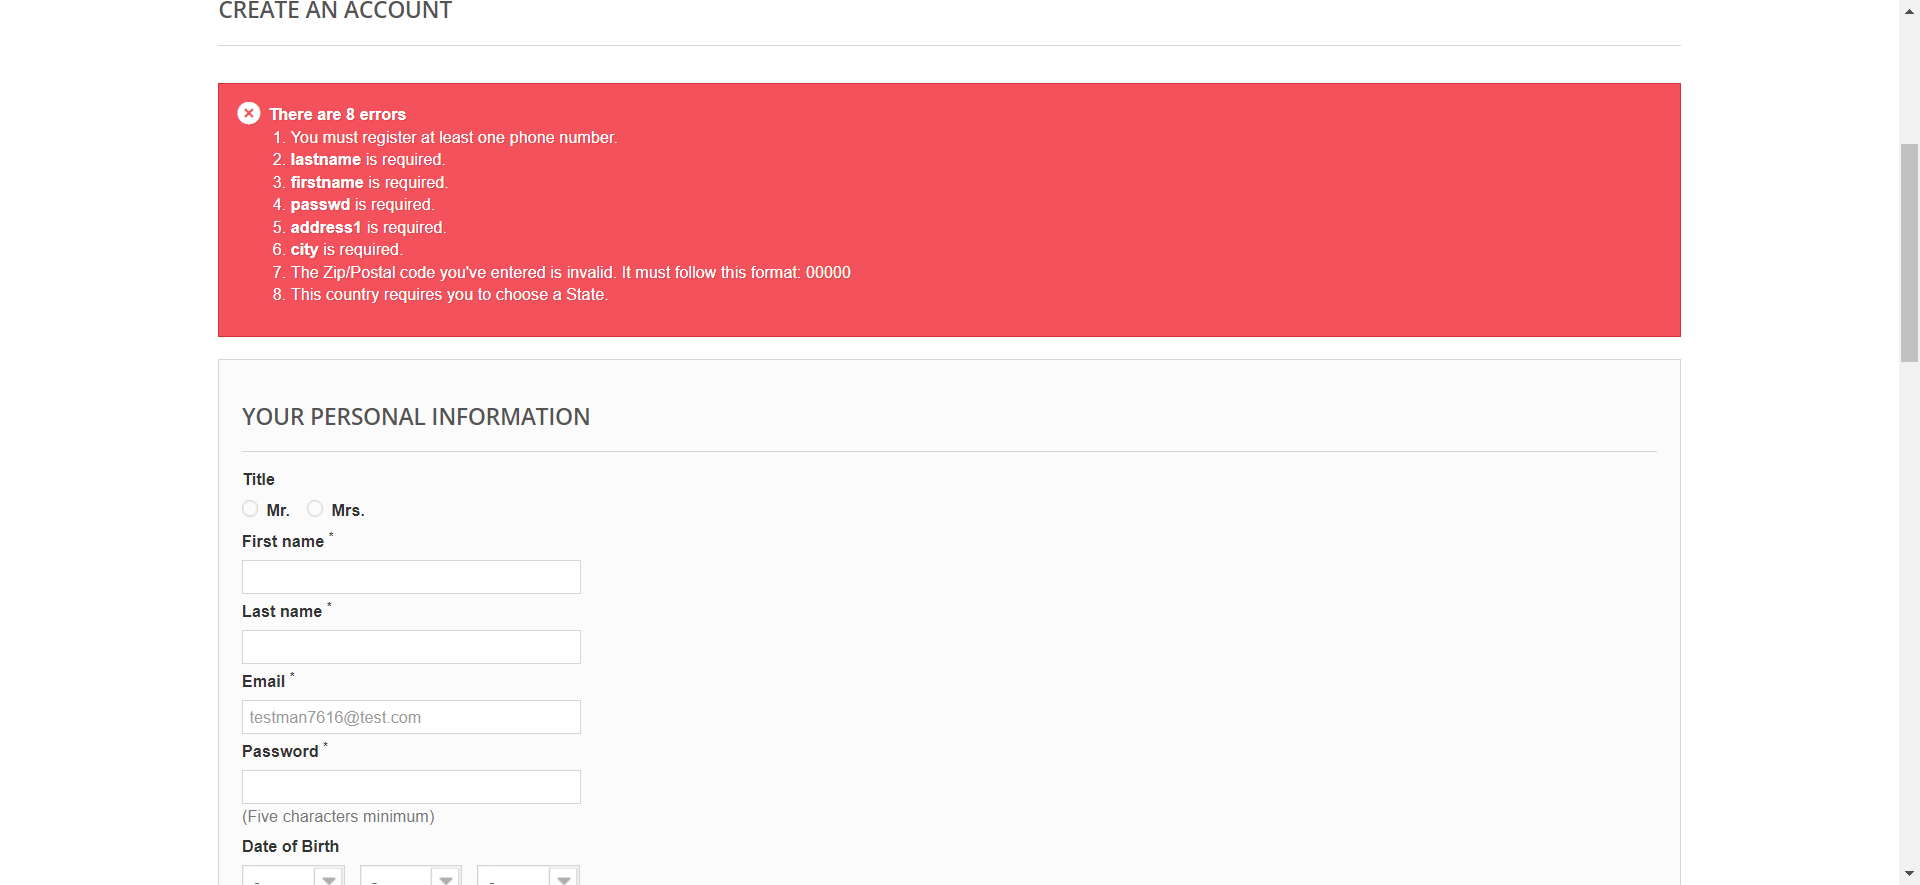 CREATE AN ACCOUNT
There are 8 errors
1. You must register at least one phone number.
2. lastname is required.
3. firstname is required.
4. passwd is required.
5. address1 is required.
6. city is required.
7. The Zip/Postal code you've entered is invalid. It must follow this format: 00000
8. This country requires you to choose a State.
YOUR PERSONAL INFORMATION
Title
Mr. Mrs.
First name *
Last name *
Email *
testman7616@test.com
Password *
(Five characters minimum)
Date of Birth
- - -